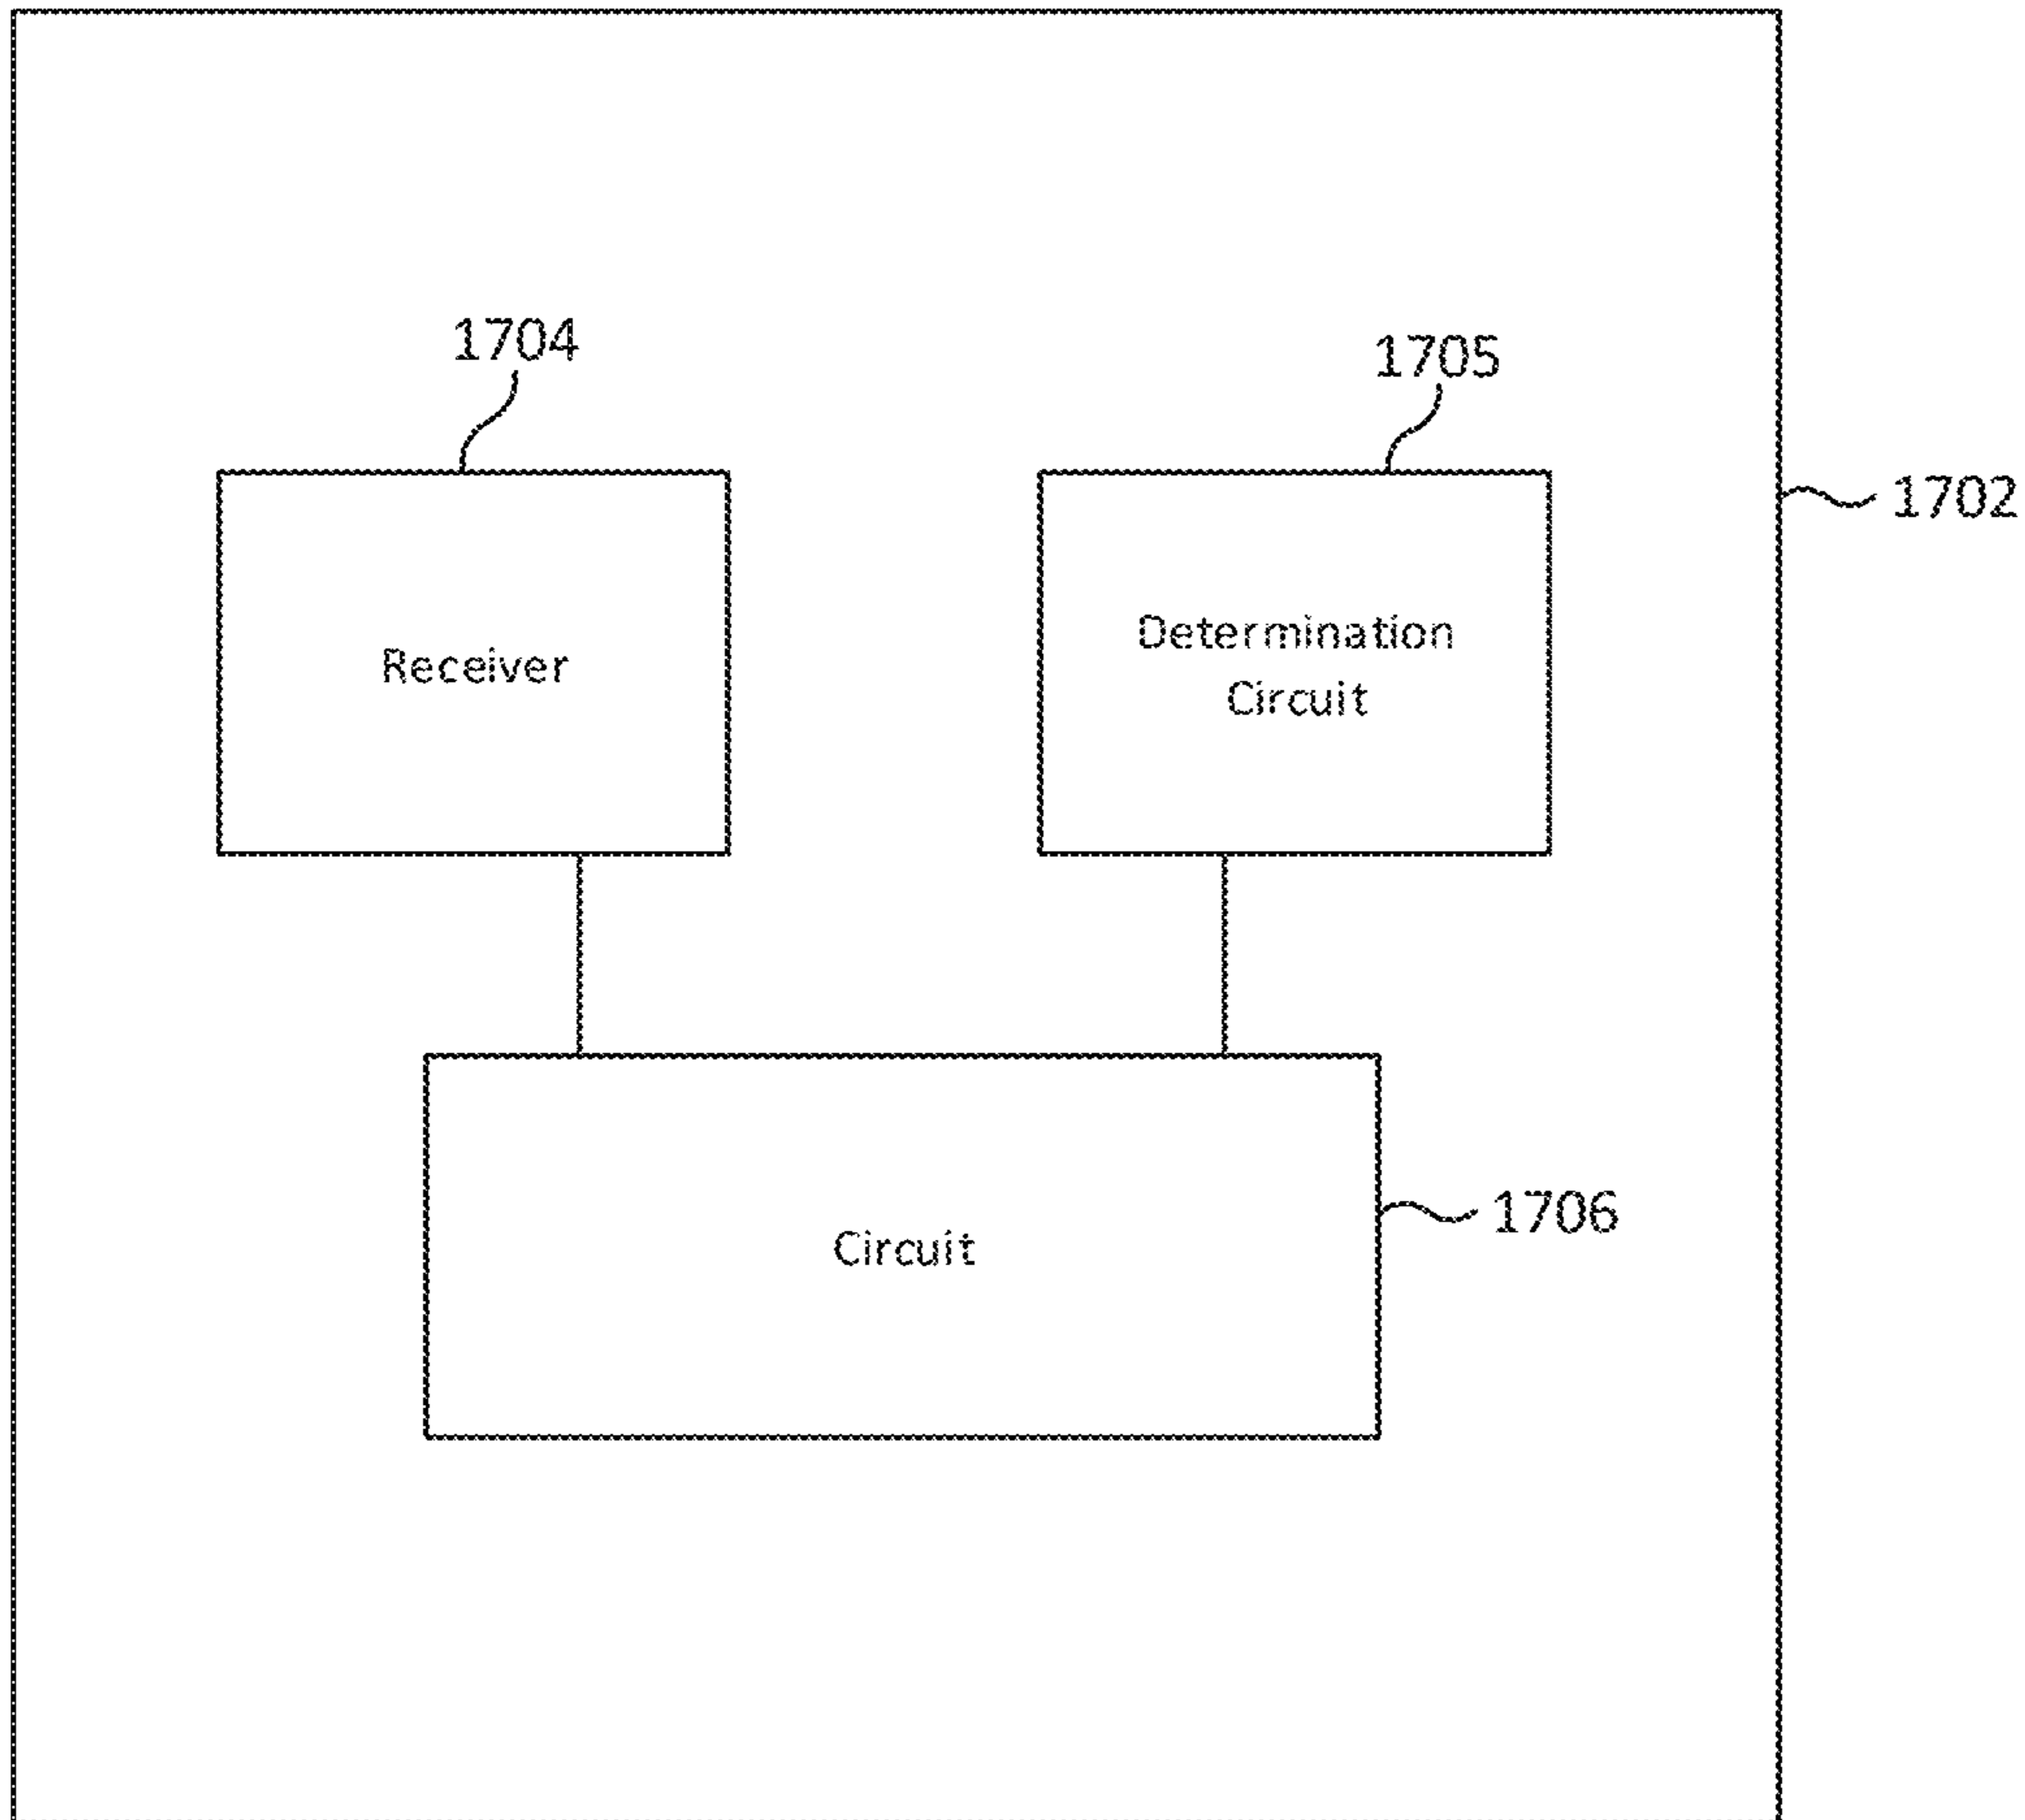 1704
1705
1702
Receiver
Determination
Circuit
Circuit
1706